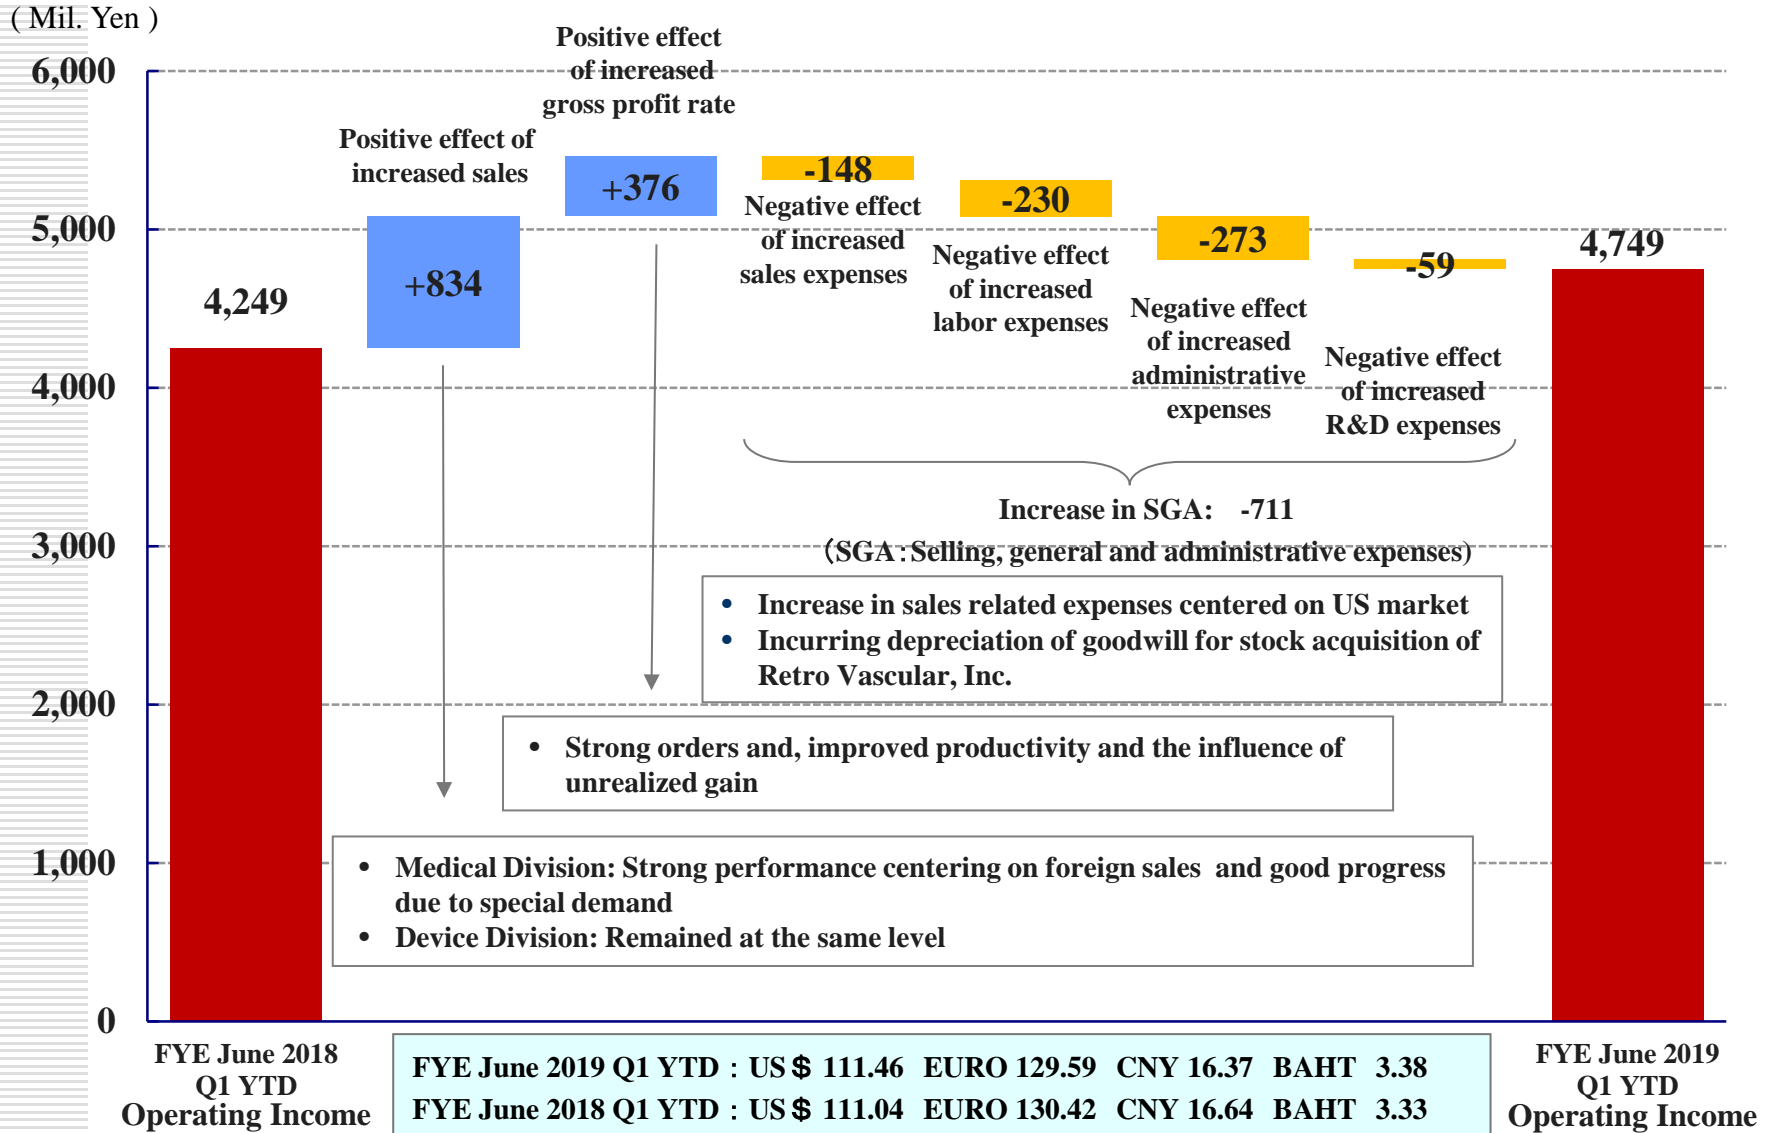 ( Mil. Yen )
6,000
5,000
4,000
3,000
2,000
1,000
0
4,249
Positive effect of
increased sales
+834
Positive effect
of increased
gross profit rate
+376
-148
Negative effect
of increased
sales expenses
-230
Negative effect
of increased
labor expenses
-273
Negative effect
of increased
administrative
expenses
-59
Negative effect
of increased
R&D expenses
4,749
Increase in SGA: -711
(SGA:Selling, general and administrative expenses)
• Increase in sales related expenses centered on US market
• Incurring depreciation of goodwill for stock acquisition of
Retro Vascular, Inc.
• Strong orders and, improved productivity and the influence of
unrealized gain
• Medical Division: Strong performance centering on foreign sales and good progress
due to special demand
• Device Division: Remained at the same level
FYE June 2018
Q1 YTD
Operating Income
FYE June 2019 Q1 YTD : US$ 111.46 EURO 129.59 CNY 16.37 BAHT 3.38
FYE June 2018 Q1 YTD : US$ 111.04 EURO 130.42 CNY 16.64 BAHT 3.33
FYE June 2019
Q1 YTD
Operating Income